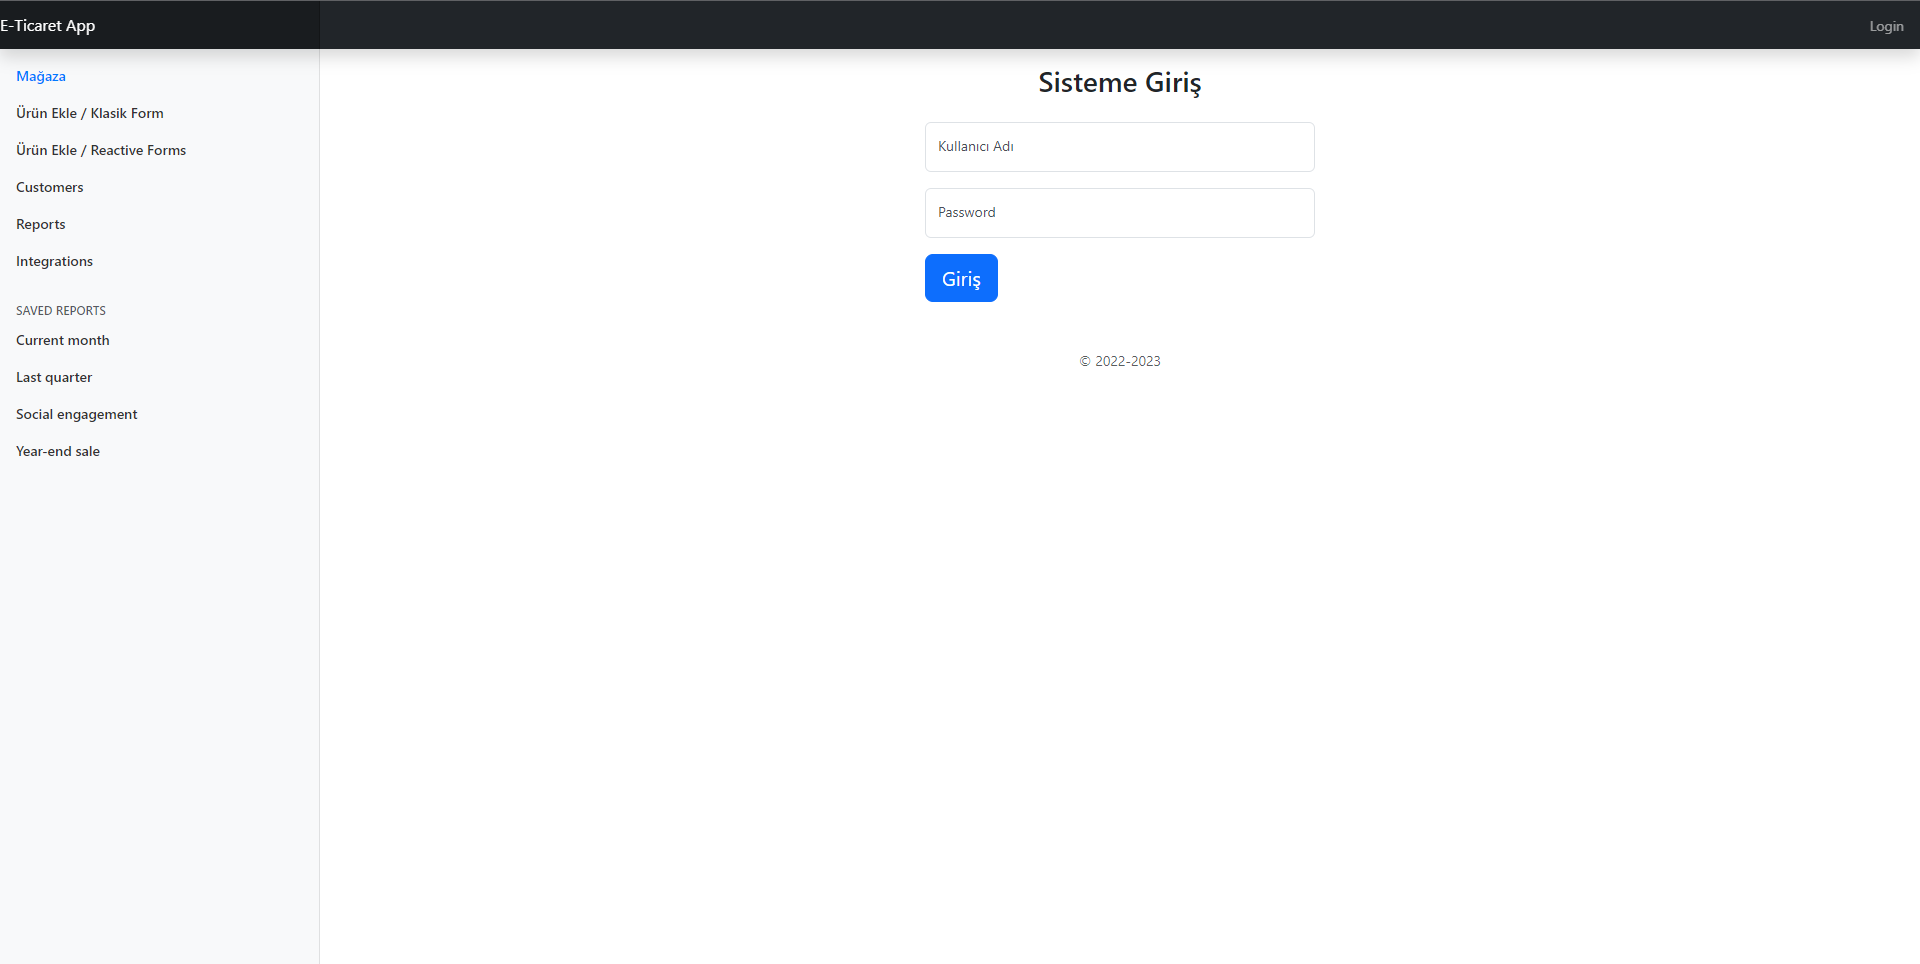 E-Ticaret App
Login
Mağaza
Ürün Ekle / Klasik Form
Ürün Ekle / Reactive Forms
Customers
Reports
Integrations
SAVED REPORTS
Current month
Last quarter
Social engagement
Year-end sale
Sisteme Giriş
Kullanıcı Adı
Password
Giriş
© 2022-2023